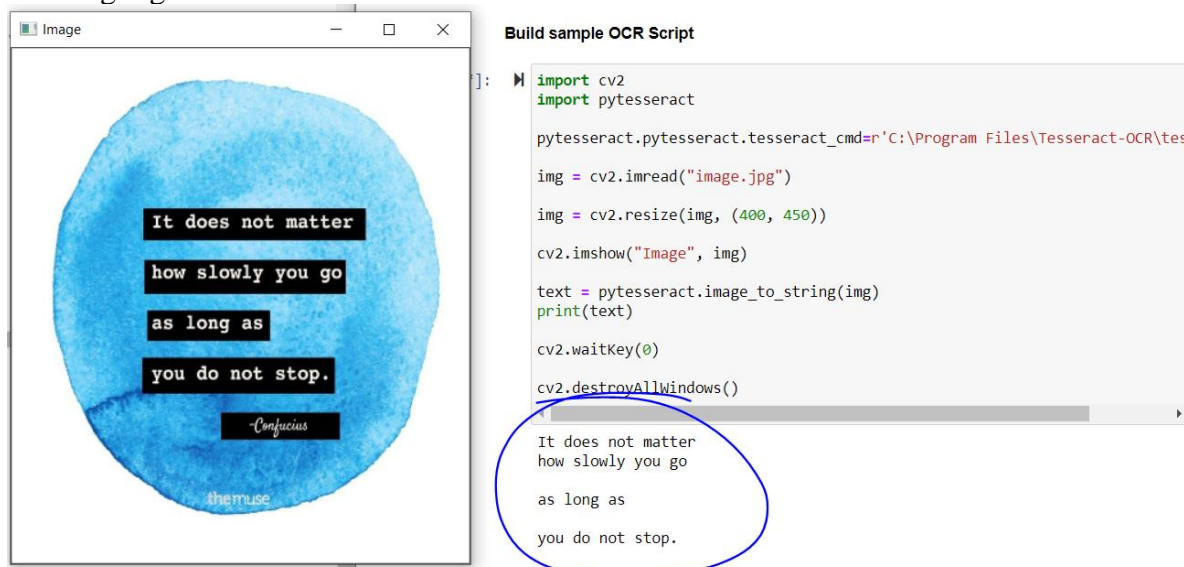 Image
It does not matter
how slowly you go
as long as
you do not stop.
-Confucius
themuse
Build sample OCR Script
]:
import cv2
import pytesseract
pytesseract.pytesseract.tesseract_cmd=r'C:\Program Files\Tesseract-OCR\tes
img = cv2.imread("image.jpg")
img = cv2.resize(img, (400, 450))
cv2.imshow("Image", img)
text = pytesseract.image_to_string(img)
print(text)
cv2.waitKey(0)
cv2.destroyAllWindows()
It does not matter
how slowly you go
as long as
you do not stop.